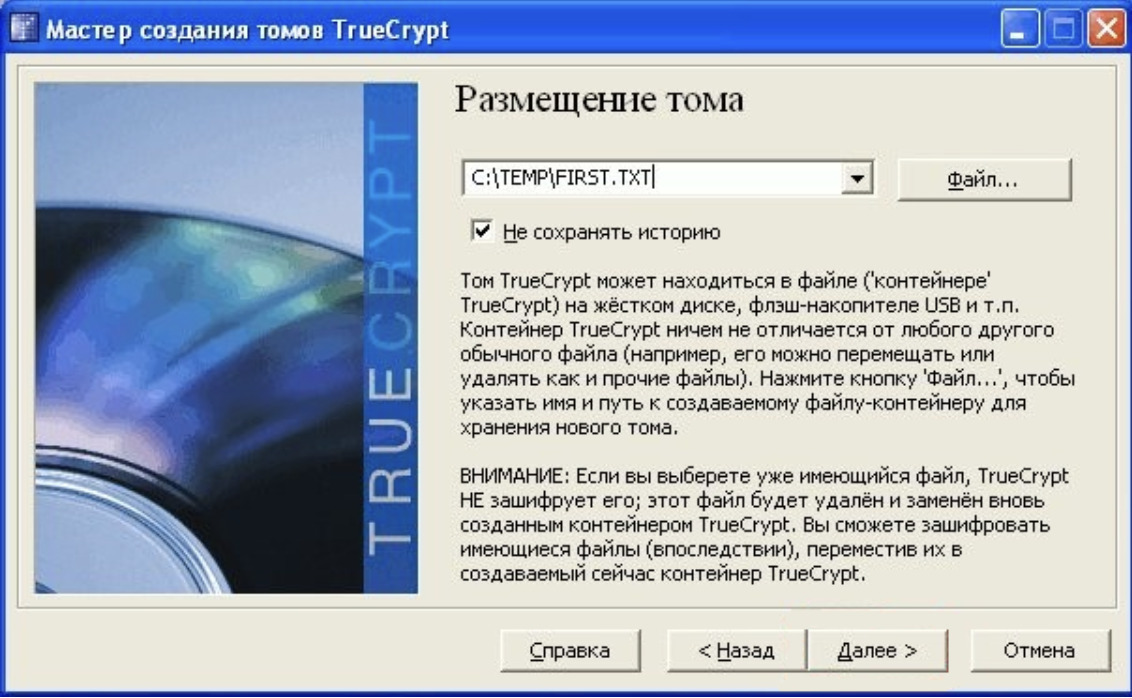 Мастер создания томов TrueCrypt
Размещение тома
C:\TEMP\FIRST.TXT
Файл...
Не сохранять историю
Том TrueCrypt может находиться в файле ('контейнере'
TrueCrypt) на жёстком диске, флэш-накопителе USB и т.п.
Контейнер TrueCrypt ничем не отличается от любого другого
обычного файла (например, его можно перемещать или
удалять как и прочие файлы). Нажмите кнопку 'Файл...', чтобы
указать имя и путь к создаваемому файлу-контейнеру для
хранения нового тома.
ВНИМАНИЕ: Если вы выберете уже имеющийся файл, TrueCrypt
НЕ зашифрует его; этот файл будет удалён и заменён вновь
созданным контейнером TrueCrypt. Вы сможете зашифровать
имеющиеся файлы (впоследствии), переместив их в
создаваемый сейчас контейнер TrueCrypt.
TRUECRYPT
Справка
< Назад
Далее >
Отмена